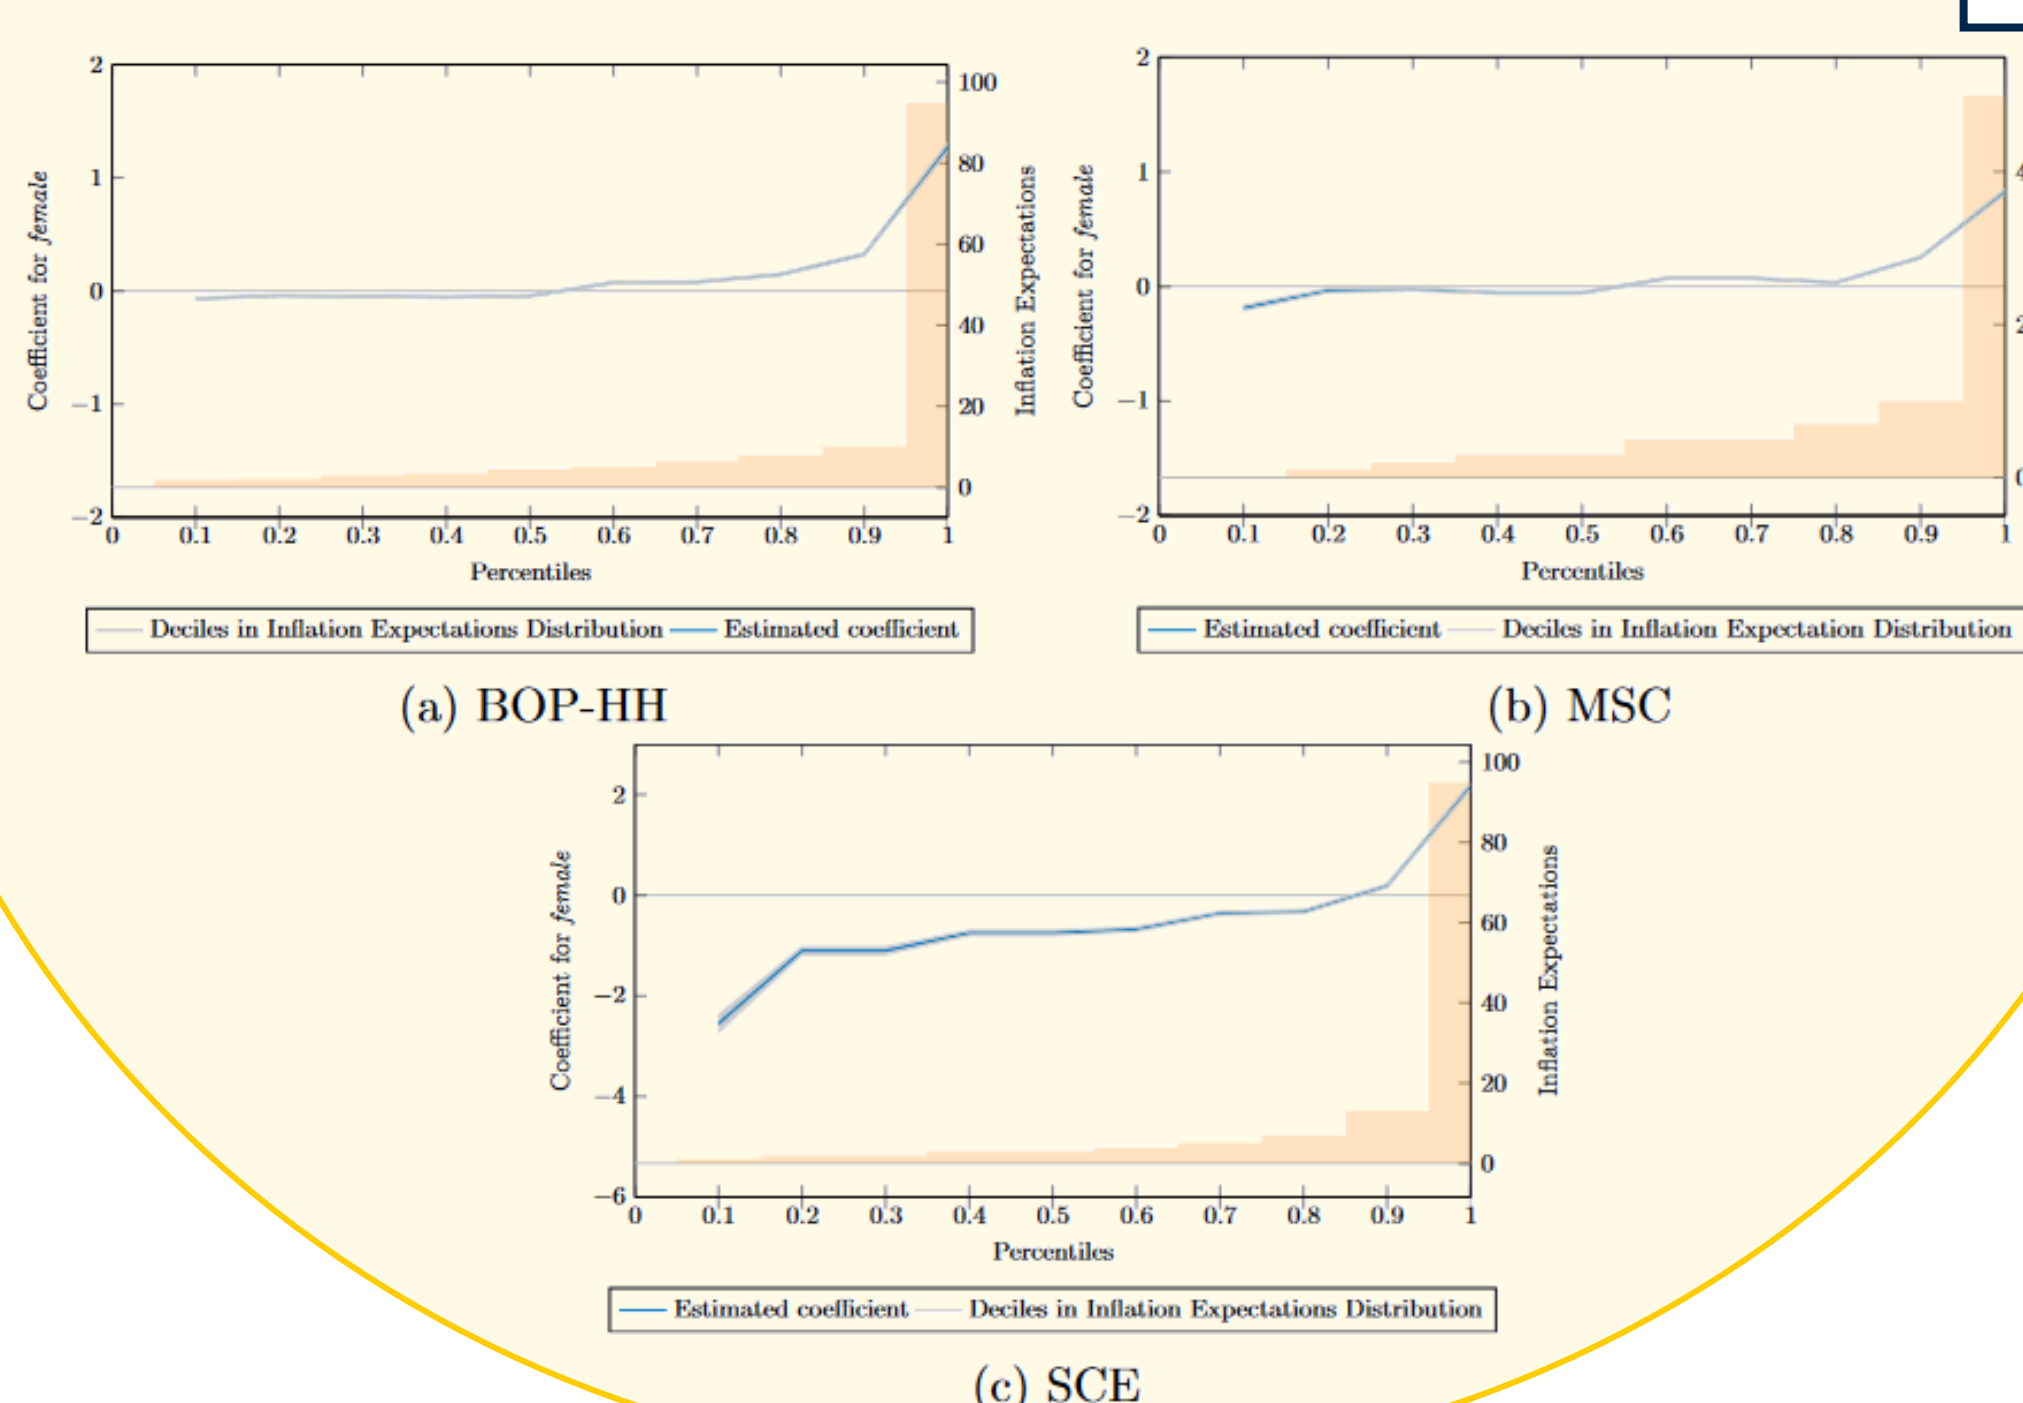 2
1
0
−1
−2
0 0.1 0.2 0.3 0.4 0.5 0.6 0.7 0.8 0.9 1
100
80
60
40
20
0
Coefficient for female
Inflation Expectations
Percentiles
Deciles in Inflation Expectations Distribution Estimated coefficient
(a) BOP-HH
2
1
0
−1
−2
0 0.1 0.2 0.3 0.4 0.5 0.6 0.7 0.8 0.9 1
Coefficient for female
Percentiles
Estimated coefficient Deciles in Inflation Expectation Distribution
(b) MSC
2
0
−2
−4
−6
0 0.1 0.2 0.3 0.4 0.5 0.6 0.7 0.8 0.9 1
100
80
60
40
20
0
Coefficient for female
Inflation Expectations
Percentiles
Estimated coefficient Deciles in Inflation Expectations Distribution
(c) SCE